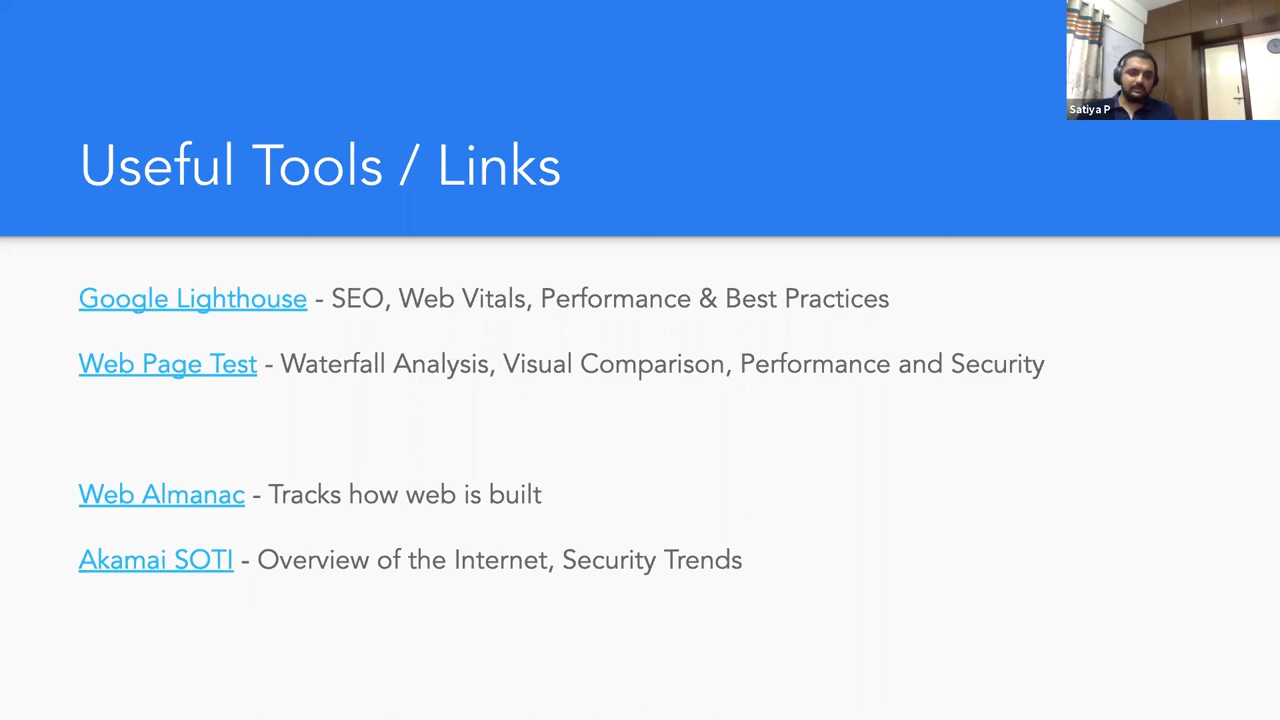 Satiya P
Useful Tools / Links
Google Lighthouse - SEO, Web Vitals, Performance & Best Practices
Web Page Test - Waterfall Analysis, Visual Comparison, Performance and Security
Web Almanac - Tracks how web is built
Akamai SOTI - Overview of the Internet, Security Trends